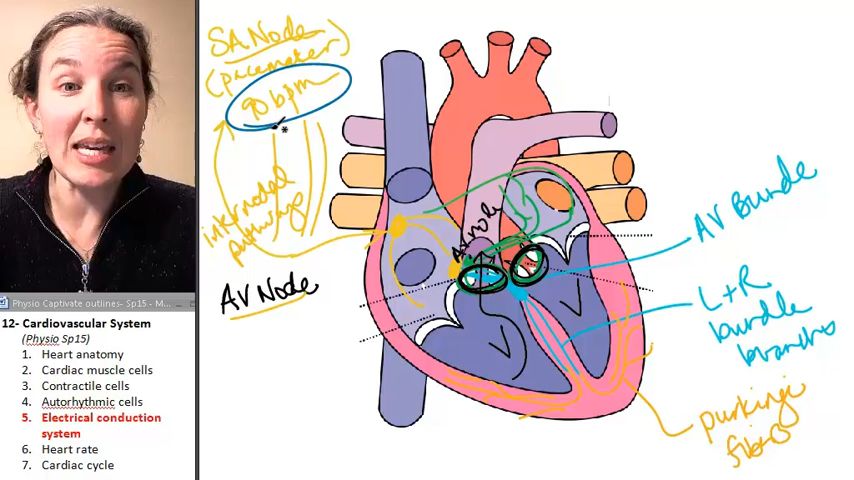 SA Node
(pacemaker)
90 bpm
*
internodal
pathways
AV Node
AV node
AV Bundle
L+R
bundle
branches
purkinje
fibers
V
V
Physio Captivate outlines- Sp15 - M...
12- Cardiovascular System
(Physio Sp15)
1. Heart anatomy
2. Cardiac muscle cells
3. Contractile cells
4. Autorhythmic cells
5. Electrical conduction
system
6. Heart rate
7. Cardiac cycle